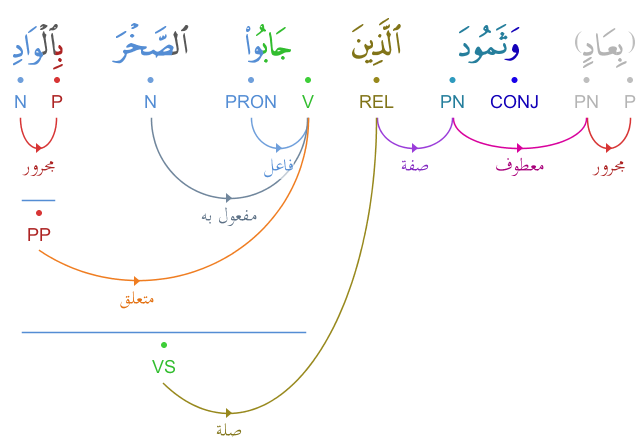 (بِعَادٍ) وَثَمُودَ ٱلَّذِينَ جَابُوا۟ ٱلصَّخْرَ بِٱلْوَادِ
P PN CONJ PN REL V PRON N P N
مجرور معطوف صفة فاعل مجرور
مفعول به
PP
متعلق
VS
صلة